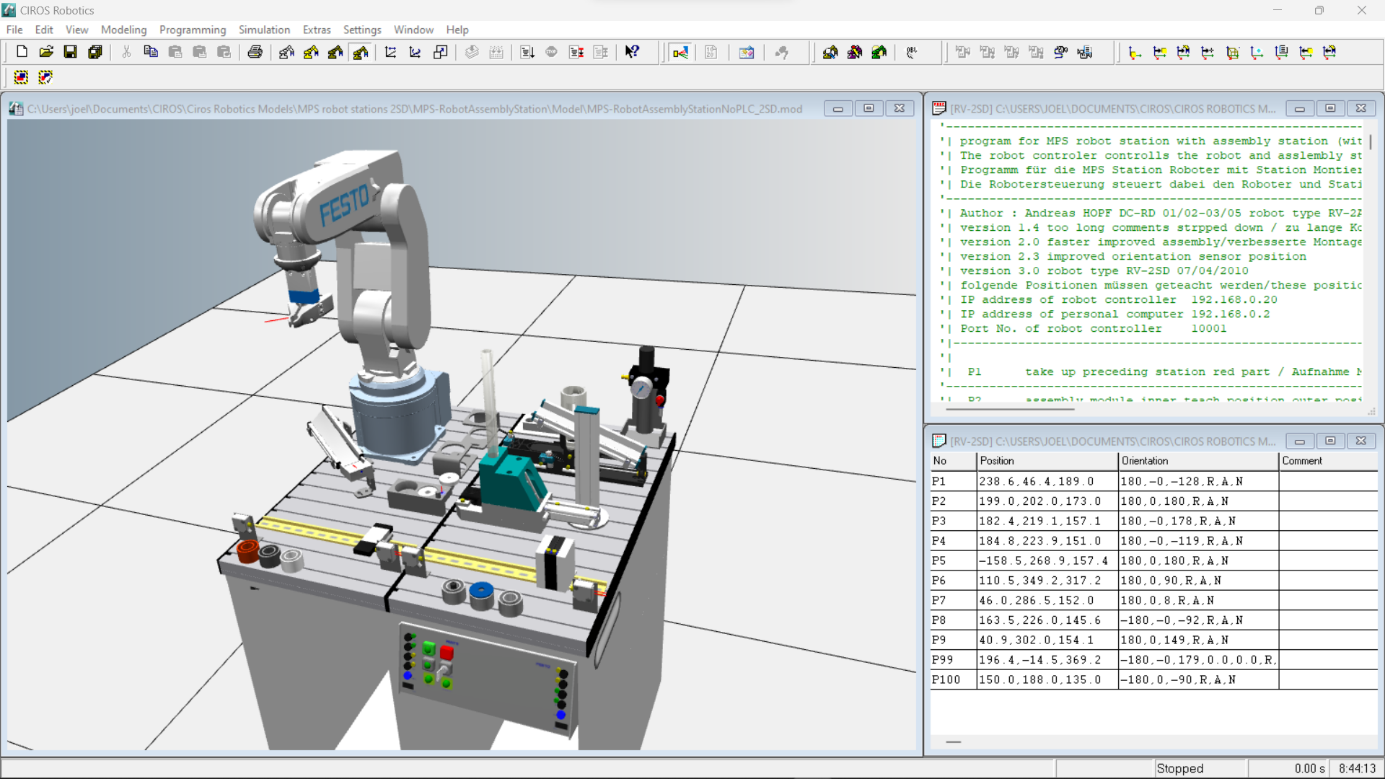 CIROS Robotics
File Edit View Modeling Programming Simulation Extras Settings Window Help
C:\Users\joel\Documents\CIROS\Ciros Robotics Models\MPS robot stations 2SD\MPS-RobotAssemblyStation\Model\MPS-RobotAssemblyStationNoPLC_2SD.mod
FESTO
[RV-2SD] C:\USERS\JOEL\DOCUMENTS\CIROS\CIROS ROBOTICS M...
'| program for MPS robot station with assembly station (wit
'| The robot controler controlls the robot and asslembly st
'| Programm für die MPS Station Roboter mit Station Montier
'| Die Robotersteuerung steuert dabei den Roboter und Stati
'| Author : Andreas HOPF DC-RD 01/02-03/05 robot type RV-2A
'| version 1.4 too long comments strpped down / zu lange Ko
'| version 2.0 faster improved assembly/verbesserte Montage
'| version 2.3 improved orientation sensor position
'| version 3.0 robot type RV-2SD 07/04/2010
'| folgende Positionen müssen geteacht werden/these positio
'| IP address of robot controller 192.168.0.20
'| IP address of personal computer 192.168.0.2
'| Port No. of robot controller 10001
'|
'| P1 take up preceding station red part / Aufnahme M
'| P2 assembly module inner teach position outer posi
[RV-2SD] C:\USERS\JOEL\DOCUMENTS\CIROS\CIROS ROBOTICS M...
No Position Orientation Comment
P1 238.6,46.4,189.0 180,-0,-128,R,A,N
P2 199.0,202.0,173.0 180,0,180,R,A,N
P3 182.4,219.1,157.1 180,-0,178,R,A,N
P4 184.8,223.9,151.0 180,-0,-119,R,A,N
P5 -158.5,268.9,157.4 180,0,180,R,A,N
P6 110.5,349.2,317.2 180,0,90,R,A,N
P7 46.0,286.5,152.0 180,0,8,R,A,N
P8 163.5,226.0,145.6 -180,-0,-92,R,A,N
P9 40.9,302.0,154.1 180,0,149,R,A,N
P99 196.4,-14.5,369.2 -180,-0,179,0.0,0.0,R,
P100 150.0,188.0,135.0 -180,0,-90,R,A,N
Stopped 0.00 s 8:44:13